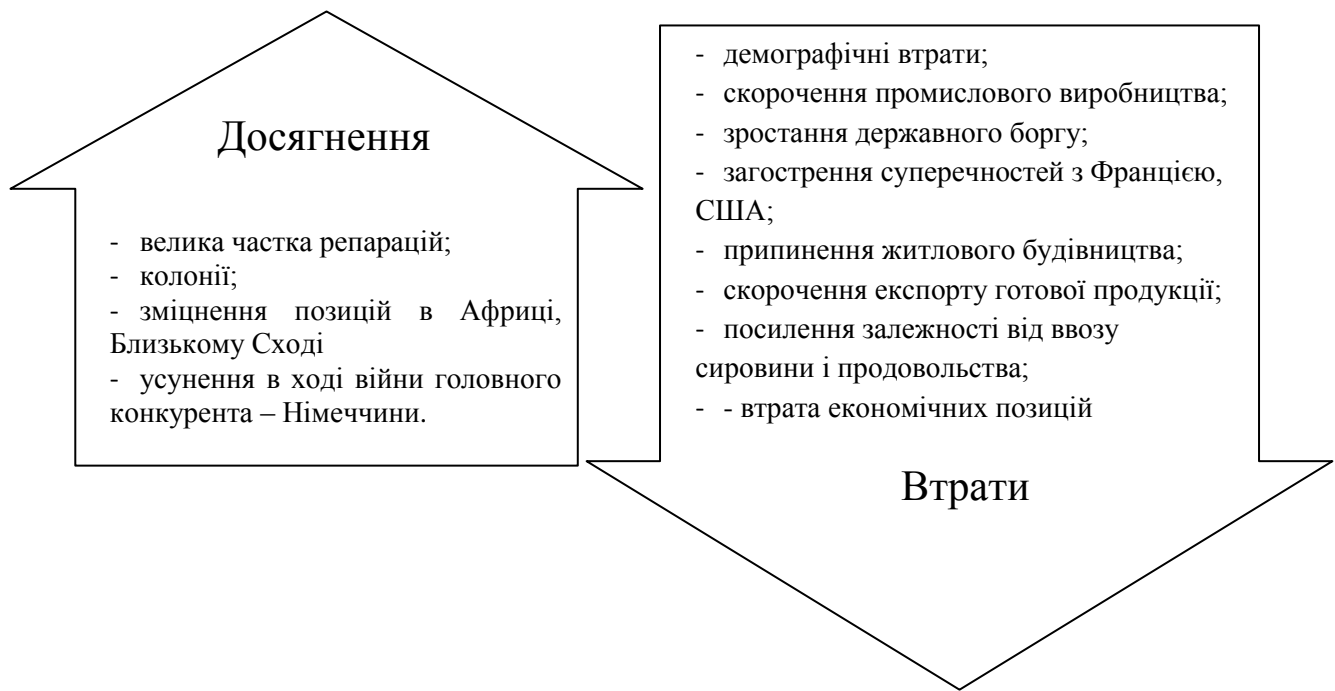 Досягнення
- велика частка репарацій;
- колонії;
- зміцнення позицій в Африці,
Близькому Сході
- усунення в ході війни головного
конкурента – Німеччини.
- демографічні втрати;
- скорочення промислового виробництва;
- зростання державного боргу;
- загострення суперечностей з Францією,
США;
- припинення житлового будівництва;
- скорочення експорту готової продукції;
- посилення залежності від ввозу
сировини і продовольства;
- - втрата економічних позицій
Втрати